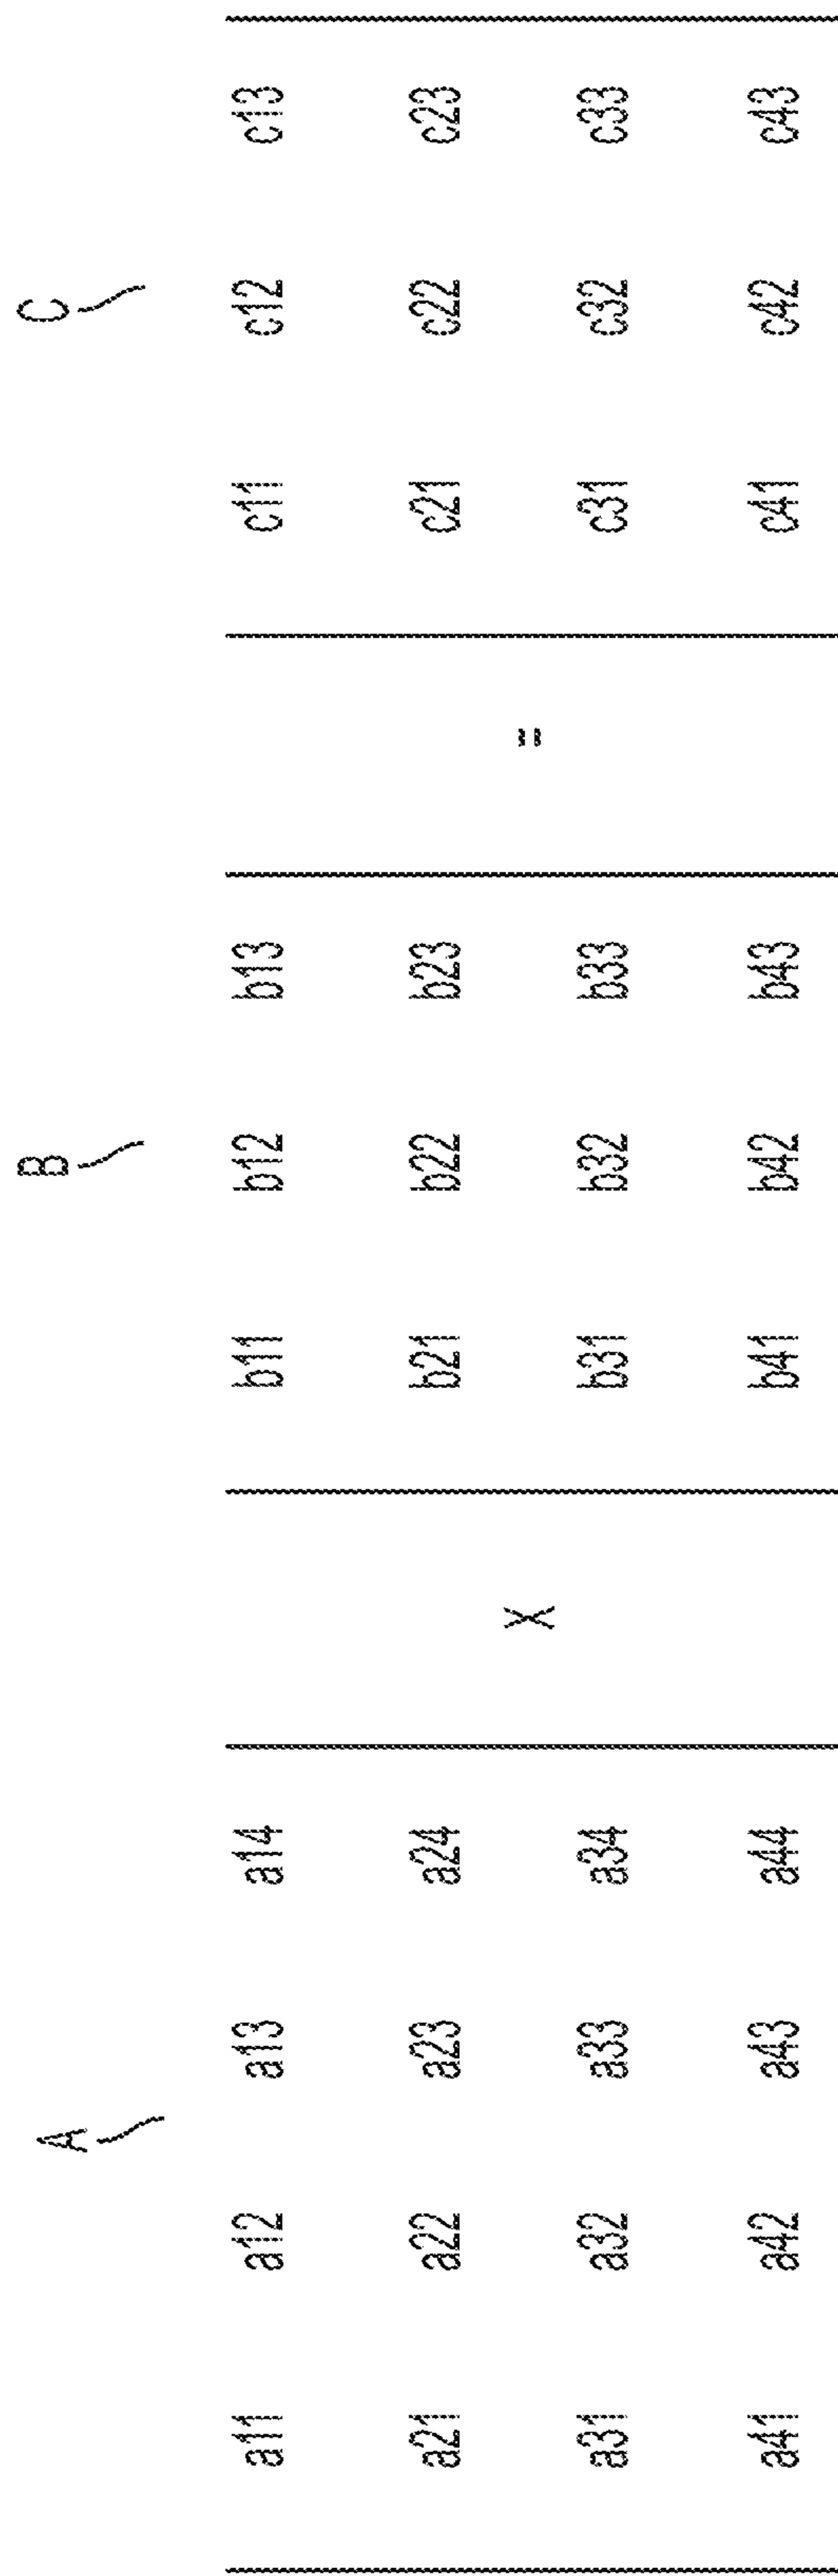 A B C
a11 a12 a13 a14 b11 b12 b13 c11 c12 c13
a21 a22 a23 a24 b21 b22 b23 c21 c22 c23
X =
a31 a32 a33 a34 b31 b32 b33 c31 c32 c33
a41 a42 a43 a44 b41 b42 b43 c41 c42 c43